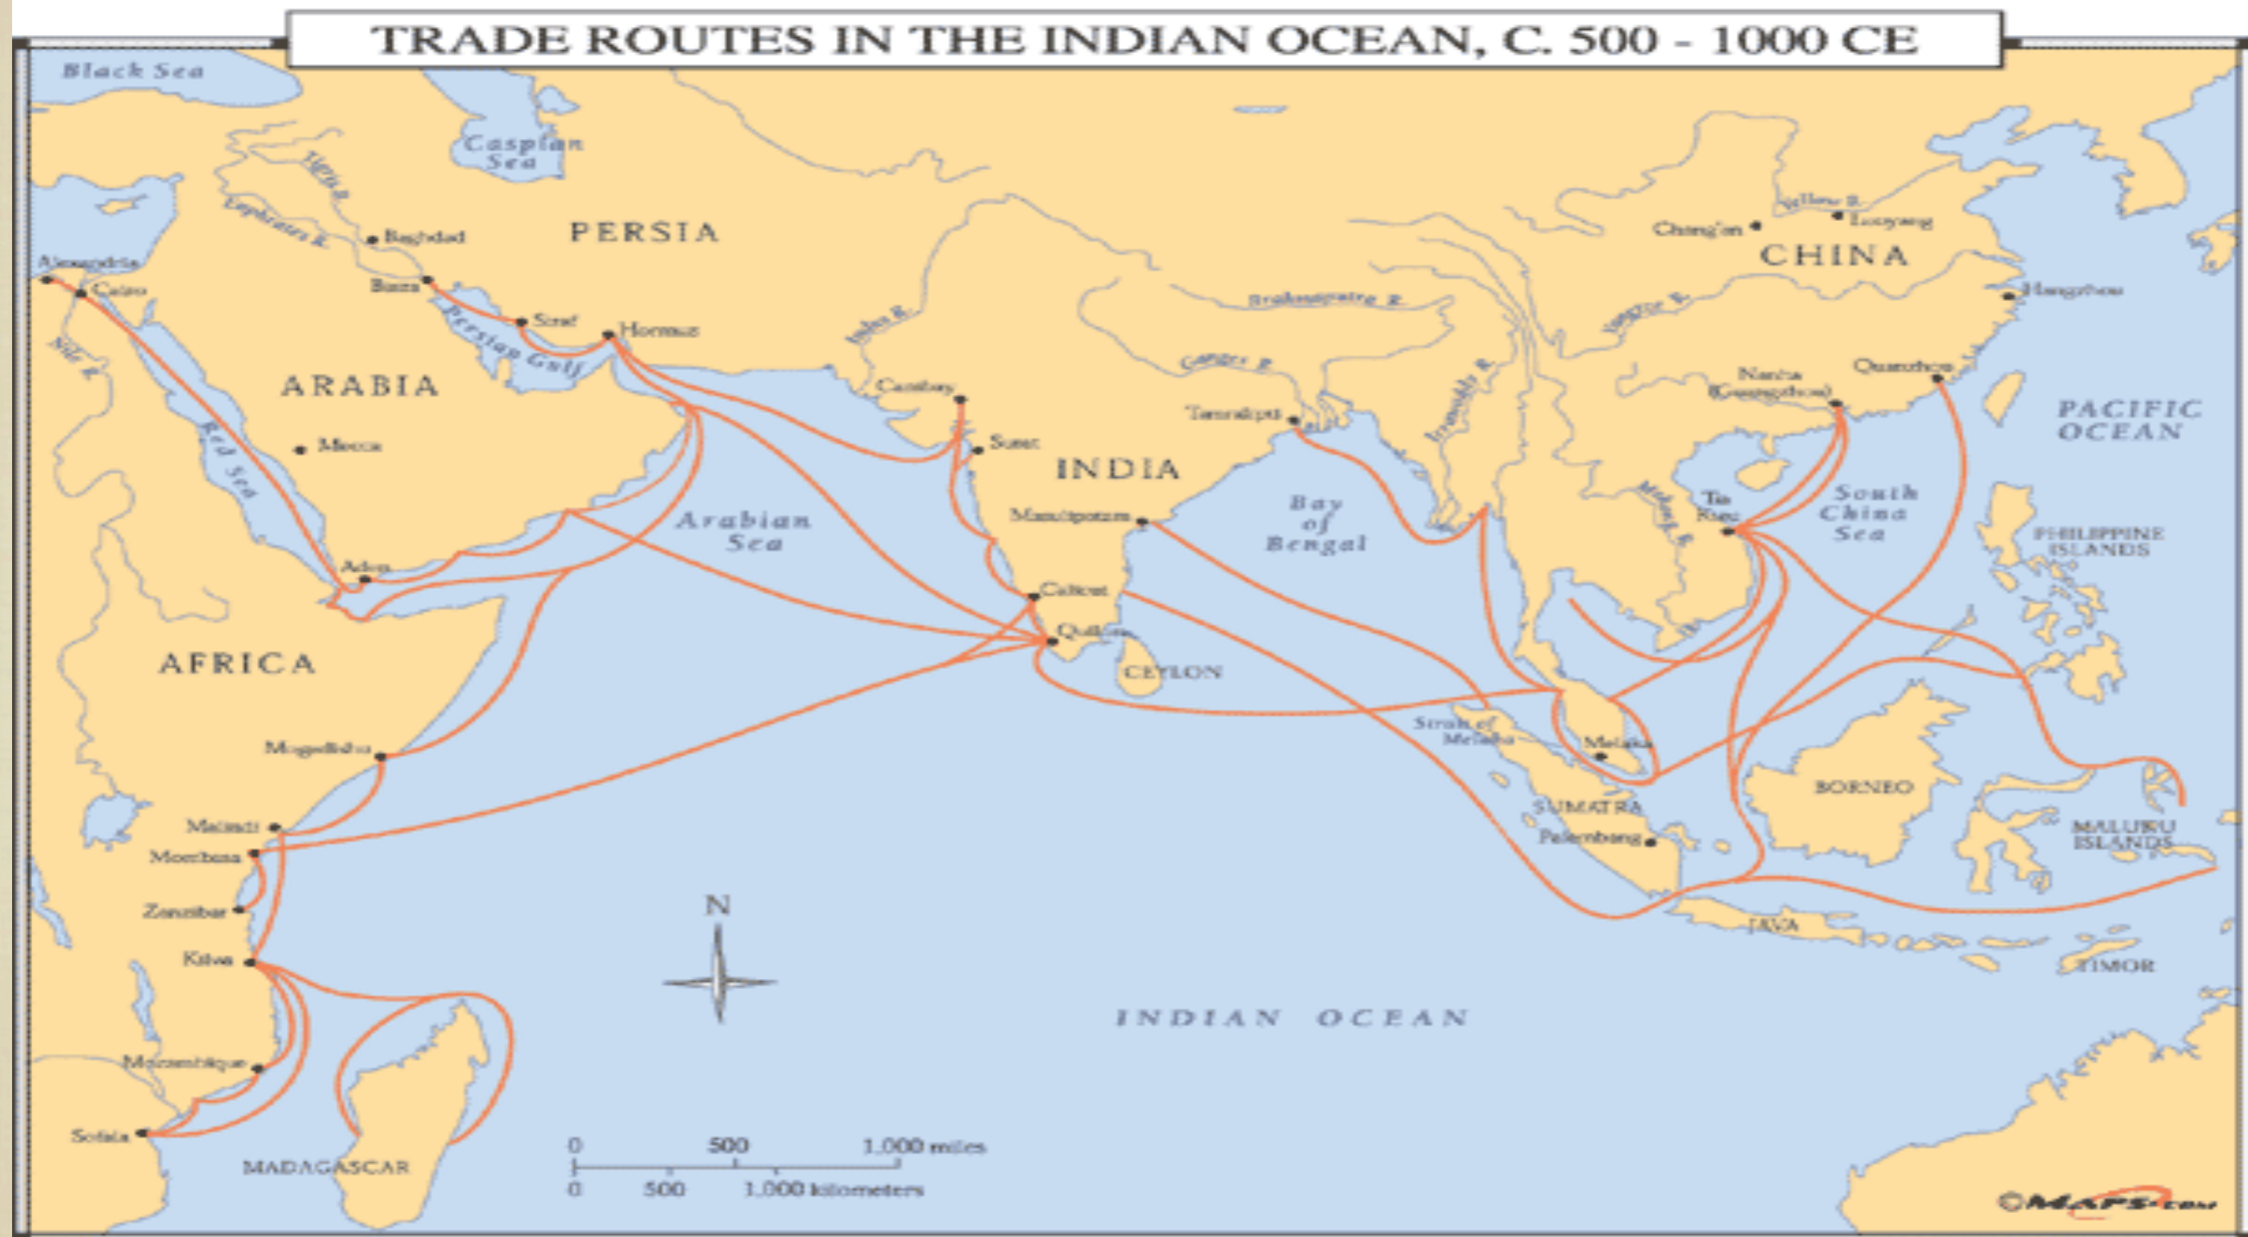 TRADE ROUTES IN THE INDIAN OCEAN, C. 500 - 1000 CE
Black Sea
Caspian
Sea
Tigris R.
Euphrates R.
Baghdad
PERSIA
Alexandria
Cairo
Basra
Siraf
Hormuz
Persian Gulf
Nile R.
ARABIA
Mecca
Red Sea
Aden
Arabian
Sea
AFRICA
Mogadishu
Malindi
Mombasa
Zanzibar
Kilwa
Mozambique
Sofala
MADAGASCAR
Indus R.
Cambay
Surat
INDIA
Brahmaputra R.
Ganges R.
Tamralipti
Masulipatam
Calicut
Quilon
CEYLON
Bay
of
Bengal
Irrawaddy R.
Chang'an
Yellow R.
Luoyang
CHINA
Yangtze R.
Hangzhou
Quanzhou
(Guangzhou)
PACIFIC
OCEAN
Mekong R.
South
China
Sea
PHILIPPINE
ISLANDS
Strait of
Melaka
Melaka
SUMATRA
Palembang
BORNEO
MALUKU
ISLANDS
JAVA
TIMOR
N
INDIAN OCEAN
0 500 1,000 miles
0 500 1,000 kilometers
©MAPS.com